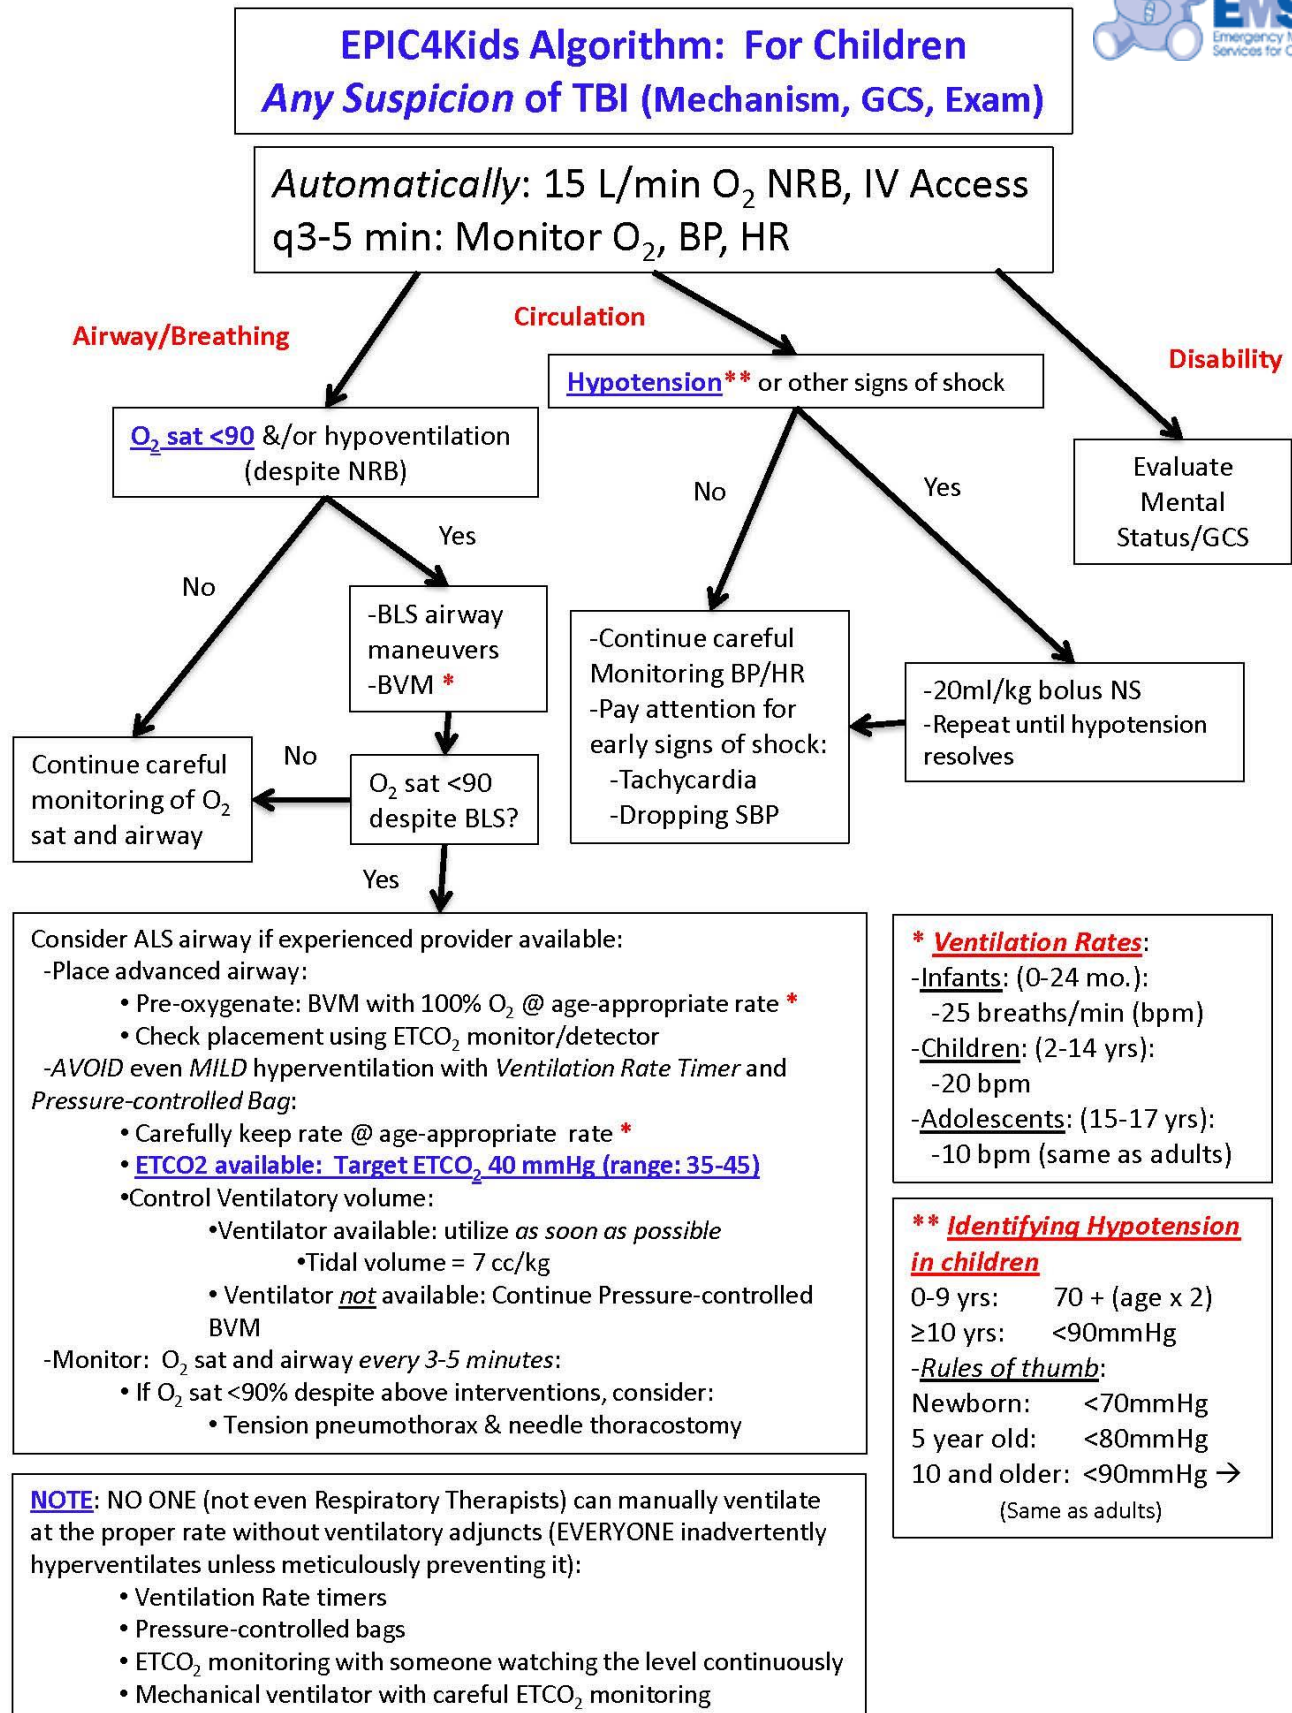 EMS
Emergency M
Services for C
EPIC4Kids Algorithm: For Children
Any Suspicion of TBI (Mechanism, GCS, Exam)
Automatically: 15 L/min O₂ NRB, IV Access
q3-5 min: Monitor O₂, BP, HR
Airway/Breathing
Circulation
Disability
Hypotension** or other signs of shock
O₂ sat <90 &/or hypoventilation
(despite NRB)
Evaluate
Mental
Status/GCS
No
Yes
No
Yes
-BLS airway
maneuvers
-BVM *
-Continue careful
Monitoring BP/HR
-Pay attention for
early signs of shock:
-Tachycardia
-Dropping SBP
-20ml/kg bolus NS
-Repeat until hypotension
resolves
Continue careful
monitoring of O₂
sat and airway
No
O₂ sat <90
despite BLS?
Yes
Consider ALS airway if experienced provider available:
-Place advanced airway:
• Pre-oxygenate: BVM with 100% O₂ @ age-appropriate rate *
• Check placement using ETCO₂ monitor/detector
-AVOID even MILD hyperventilation with Ventilation Rate Timer and
Pressure-controlled Bag:
• Carefully keep rate @ age-appropriate rate *
• ETCO2 available: Target ETCO₂ 40 mmHg (range: 35-45)
•Control Ventilatory volume:
•Ventilator available: utilize as soon as possible
•Tidal volume = 7 cc/kg
• Ventilator not available: Continue Pressure-controlled
BVM
-Monitor: O₂ sat and airway every 3-5 minutes:
• If O₂ sat <90% despite above interventions, consider:
• Tension pneumothorax & needle thoracostomy
* Ventilation Rates:
-Infants: (0-24 mo.):
-25 breaths/min (bpm)
-Children: (2-14 yrs):
-20 bpm
-Adolescents: (15-17 yrs):
-10 bpm (same as adults)
** Identifying Hypotension
in children
0-9 yrs: 70 + (age x 2)
≥10 yrs: <90mmHg
-Rules of thumb:
Newborn: <70mmHg
5 year old: <80mmHg
10 and older: <90mmHg →
(Same as adults)
NOTE: NO ONE (not even Respiratory Therapists) can manually ventilate
at the proper rate without ventilatory adjuncts (EVERYONE inadvertently
hyperventilates unless meticulously preventing it):
• Ventilation Rate timers
• Pressure-controlled bags
• ETCO₂ monitoring with someone watching the level continuously
• Mechanical ventilator with careful ETCO₂ monitoring